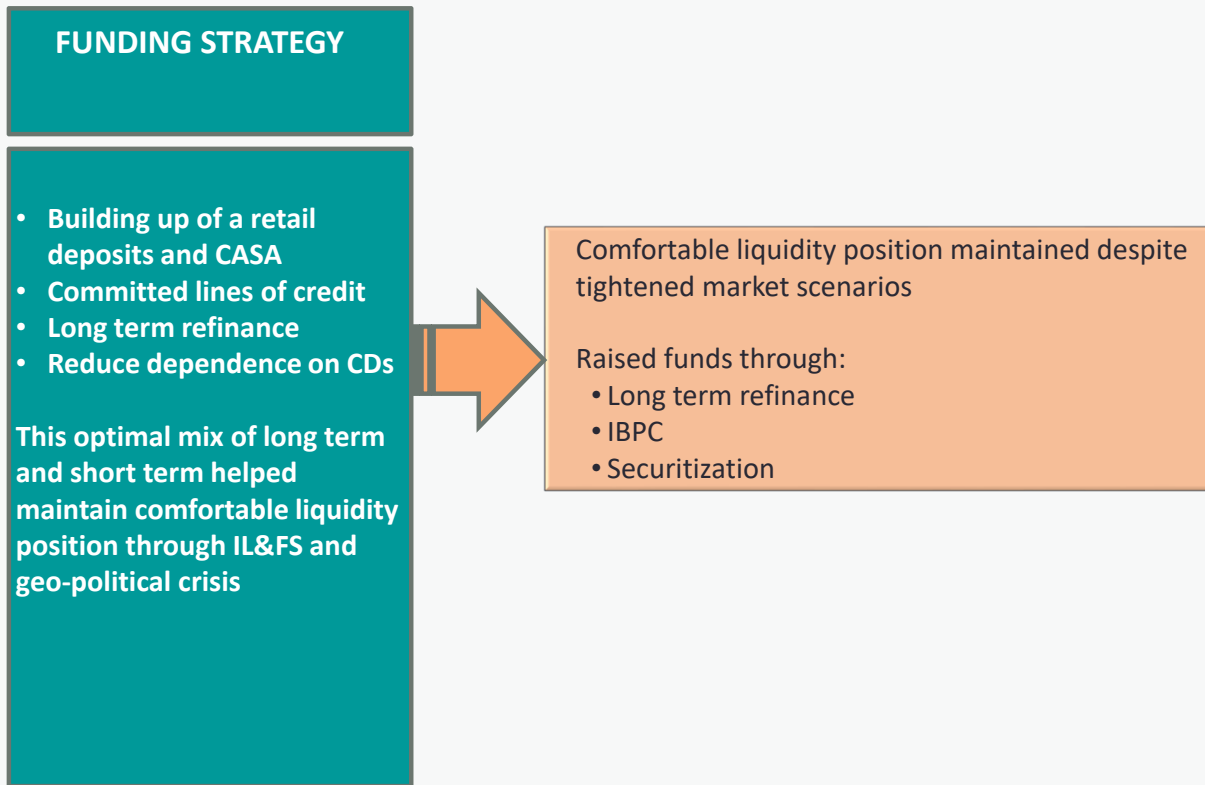 FUNDING STRATEGY
• Building up of a retail
deposits and CASA
• Committed lines of credit
• Long term refinance
• Reduce dependence on CDs
This optimal mix of long term
and short term helped
maintain comfortable liquidity
position through IL&FS and
geo-political crisis
Comfortable liquidity position maintained despite
tightened market scenarios
Raised funds through:
• Long term refinance
• IBPC
• Securitization